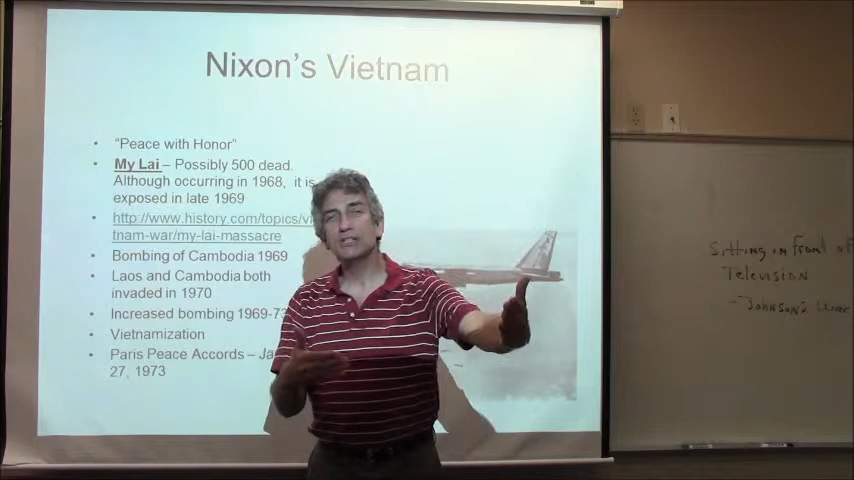 Nixon's Vietnam
• "Peace with Honor"
• My Lai – Possibly 500 dead.
Although occurring in 1968, it is
exposed in late 1969
• http://www.history.com/topics/vi
tnam-war/my-lai-massacre
• Bombing of Cambodia 1969
• Laos and Cambodia both
invaded in 1970
• Increased bombing 1969-73
• Vietnamization
• Paris Peace Accords – Ja
27, 1973
Sitting in front of
Television
- Johnson's